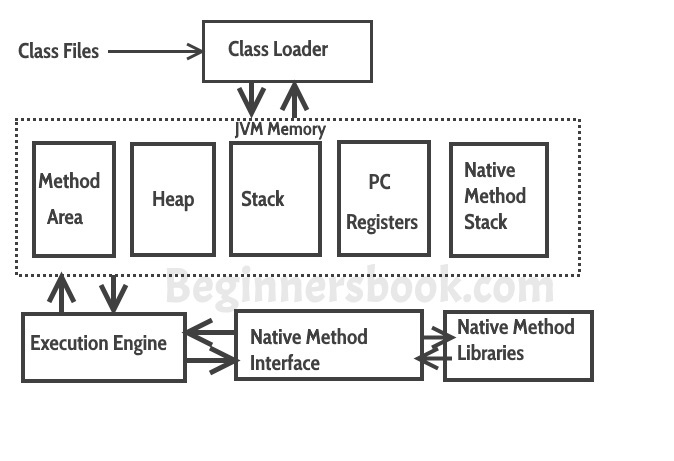 Class Files
Class Loader
JVM Memory
Method
Area
Heap
Stack
PC
Registers
Native
Method
Stack
Beginnersbook.com
Execution Engine
Native Method
Interface
Native Method
Libraries